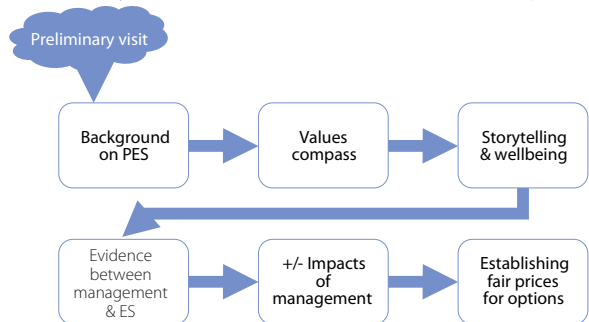 Preliminary visit
Background
on PES
Values
compass
Storytelling
& wellbeing
Evidence
between
management
& ES
+/- Impacts
of
management
Establishing
fair prices
for options